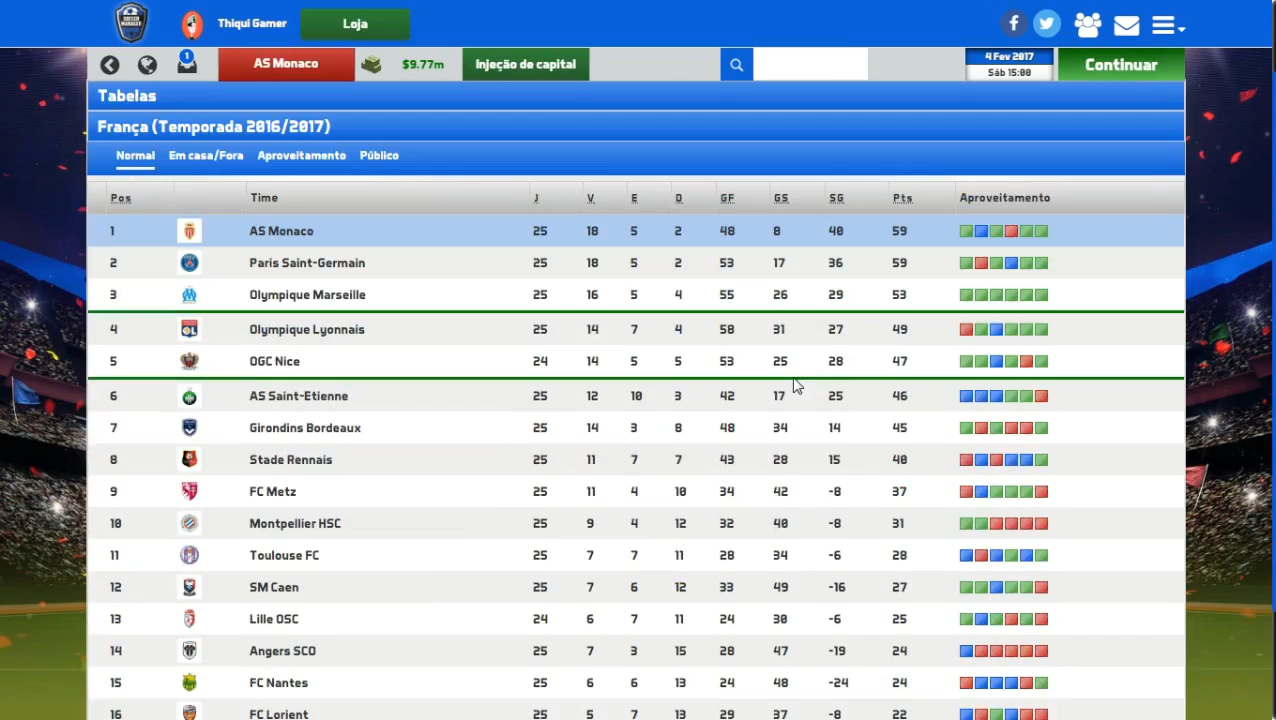 Thiqui Gamer Loja
1 AS Monaco $9.77m Injeção de capital 4 Fev 2017 Sáb 15:00 Continuar
Tabelas
França (Temporada 2016/2017)
Normal Em casa/Fora Aproveitamento Público
Pos Time J V E D GF GS SG Pts Aproveitamento
1 AS Monaco 25 18 5 2 48 8 40 59
2 Paris Saint-Germain 25 18 5 2 53 17 36 59
3 Olympique Marseille 25 16 5 4 55 26 29 53
4 Olympique Lyonnais 25 14 7 4 58 31 27 49
5 OGC Nice 24 14 5 5 53 25 28 47
6 AS Saint-Etienne 25 12 10 3 42 17 25 46
7 Girondins Bordeaux 25 14 3 8 48 34 14 45
8 Stade Rennais 25 11 7 7 43 28 15 40
9 FC Metz 25 11 4 10 34 42 -8 37
10 Montpellier HSC 25 9 4 12 32 40 -8 31
11 Toulouse FC 25 7 7 11 28 34 -6 28
12 SM Caen 25 7 6 12 33 49 -16 27
13 Lille OSC 24 6 7 11 24 30 -6 25
14 Angers SCO 25 7 3 15 28 47 -19 24
15 FC Nantes 25 6 6 13 24 48 -24 24
16 FC Lorient 25 5 7 13 29 37 -8 22